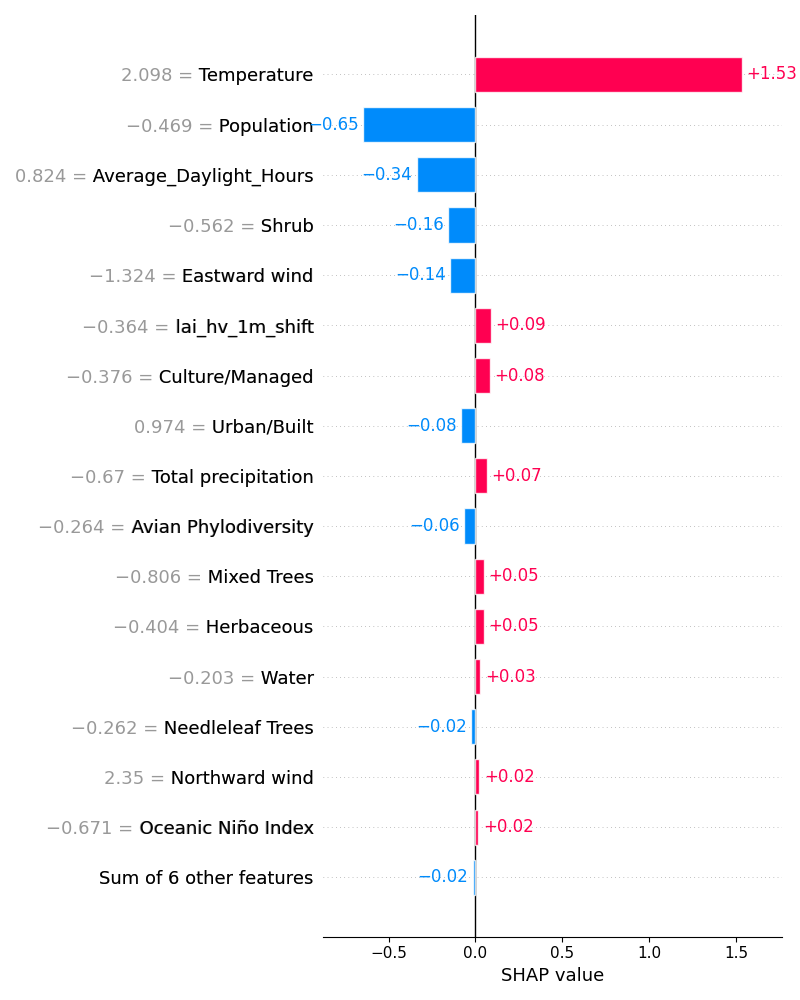 2.098 = Temperature +1.53
−0.469 = Population −0.65
0.824 = Average_Daylight_Hours −0.34
−0.562 = Shrub −0.16
−1.324 = Eastward wind −0.14
−0.364 = lai_hv_1m_shift +0.09
−0.376 = Culture/Managed +0.08
0.974 = Urban/Built −0.08
−0.67 = Total precipitation +0.07
−0.264 = Avian Phylodiversity −0.06
−0.806 = Mixed Trees +0.05
−0.404 = Herbaceous +0.05
−0.203 = Water +0.03
−0.262 = Needleleaf Trees −0.02
2.35 = Northward wind +0.02
−0.671 = Oceanic Niño Index +0.02
Sum of 6 other features −0.02
−0.5 0.0 0.5 1.0 1.5
SHAP value